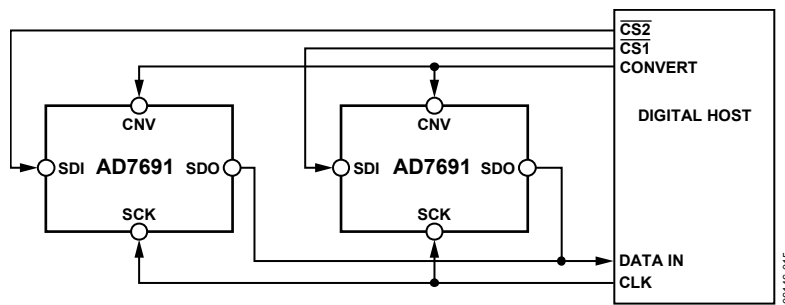 CS2
CS1
CONVERT
DIGITAL HOST
CNV
CNV
SDI AD7691 SDO
SDI AD7691 SDO
SCK
SCK
DATA IN
CLK